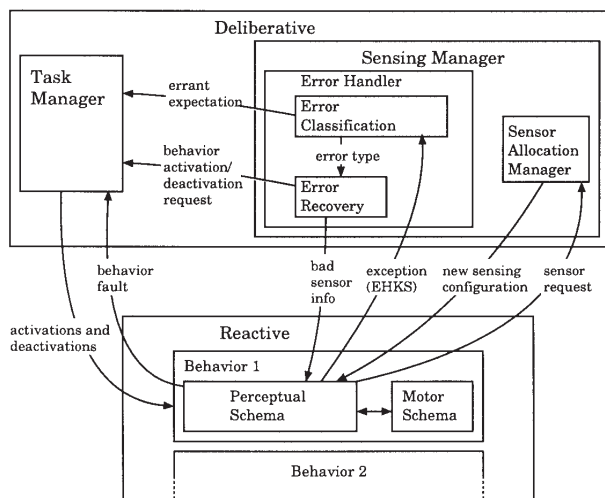 Deliberative
Sensing Manager
Task
Manager
Error Handler
errant
expectation
Error
Classification
Sensor
Allocation
Manager
error type
behavior
activation/
deactivation
request
Error
Recovery
behavior
fault
bad
sensor
info
exception
(EHKS)
new sensing
configuration
sensor
request
activations and
deactivations
Reactive
Behavior 1
Perceptual
Schema
Motor
Schema
Behavior 2